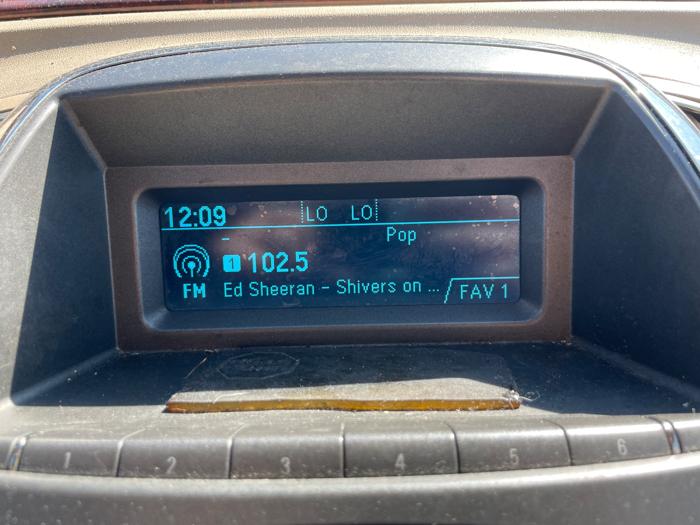 12:09 LO LO
- Pop
1 102.5
FM Ed Sheeran - Shivers on ... FAV 1
1 2 3 4 5 6